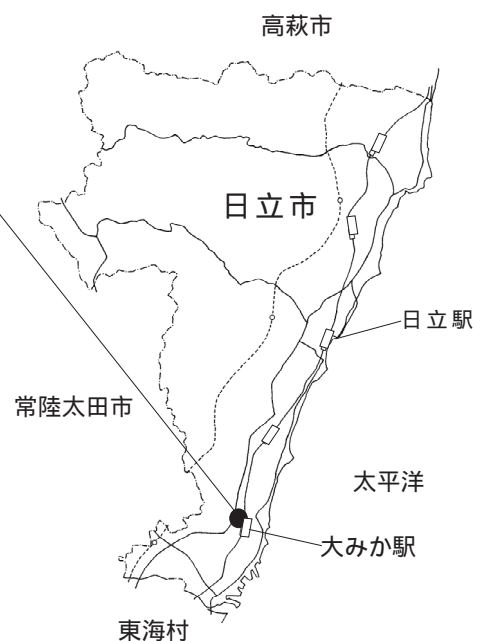 高萩市
日立市
日立駅
常陸太田市
太平洋
大みか駅
東海村